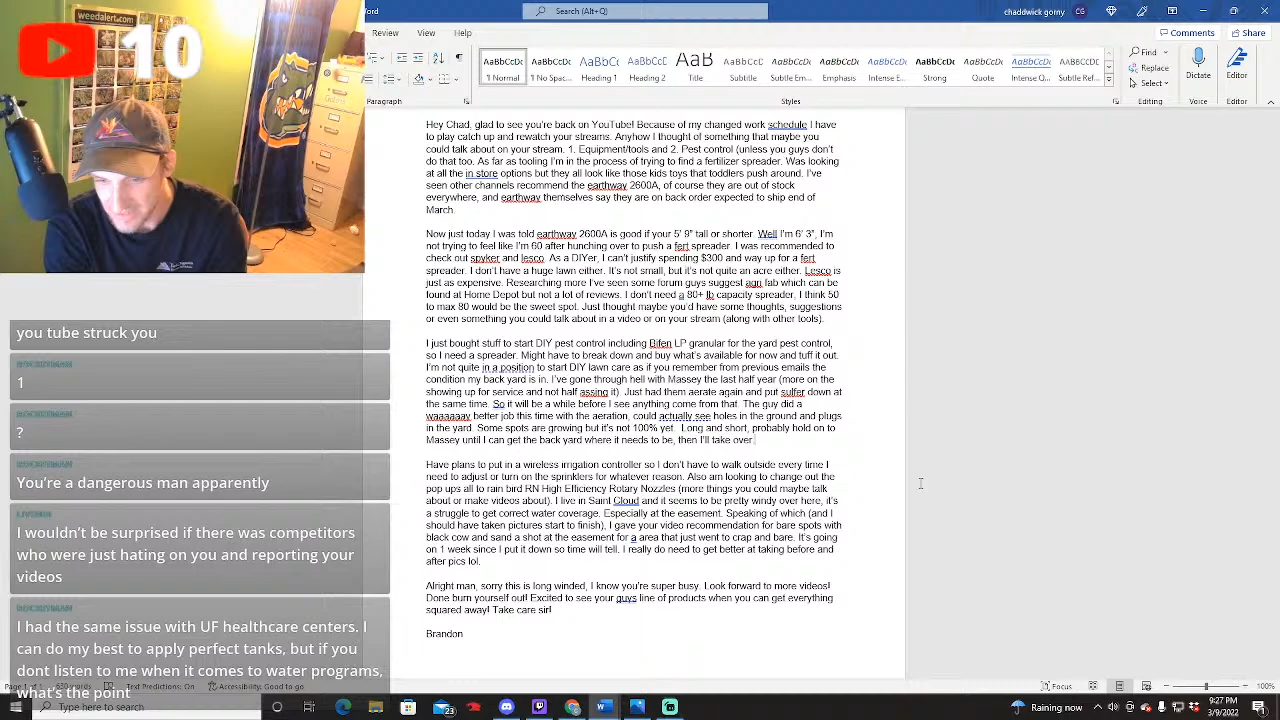 weedalert.com
10
Search (Alt+Q)
chadwick gomy CG
Review View Help
Comments Share
AaBbCcDc AaBbCcDc AaBbCc AaBbCcD AaB AaBbCcD AaBbCcDc AaBbCcDc AaBbCcDc AaBbCcDc AaBbCcDc AaBbCcDc AaBbCcDc
¶ Normal ¶ No Spac... Heading 1 Heading 2 Title Subtitle Subtle Em... Emphasis Intense E... Strong Quote Intense Q... Subtle Ref...
Find
Replace
Select
Dictate Editor
Paragraph Styles Editing Voice Editor
Hey Chad, glad to see you're back on YouTube! Because of my changed work schedule I have
to play catch up and rewatch your streams. Anyhow I thought of something that maybe you
could talk about on your stream. 1. Equipment/tools and 2. Pest control (unless you guys don't
do that too. As far as tooling I'm in the process of trying to find a fertilizer spreader. Was looking
at all the in store options but they all look like those kids toys that toddlers push around. I've
seen other channels recommend the earthway 2600A, of course they are out of stock
everywhere, and earthway themselves say they are on back order expected to ship end of
March.
Now just today I was told earthway 2600A is good if your 5' 9" tall or shorter. Well I'm 6' 3", I'm
not trying to feel like I'm 60 after hunching over to push a fert spreader. I was recommended to
check out spyker and lesco. As a DIYer, I can't justify spending $300 and way up for a fert
spreader. I don't have a huge lawn either. It's not small, but it's not quite an acre either. Lesco is
just as expensive. Researching more I've seen some forum guys suggest agri fab which can be
found at Home Depot but not a lot of reviews. I don't need a 80+ lb capacity spreader, I think 50
to max 80 would be the sweet spot. Just thought maybe you'd have some thoughts, suggestions
or even something you could talk about in a video or on your stream (along with other tools).
I just bought stuff to start DIY pest control including Bifen LP granular for the yard pest control,
so I need a spreader. Might have to break down and buy what's available for now and tuff it out.
I'm not quite in a position to start DIY lawn care as if you remember from previous emails the
condition my back yard is in. I've gone through hell with Massey the last half year (more on the
showing up for service and not half assing it). Just had them aerate again and put sulfer down at
the same time. So it will be a while before I see anything come from that. The guy did a
waaaaaay better job this time with the aeration, could actually see holes in the ground and plugs
in the yard. Some spots are growing but it's not 100% yet. Long and short, probably hold on to
Massey until I can get the back yard where it needs to be, then I'll take over.
Have plans to put in a wireless irrigation controller so I don't have to walk outside every time I
need to adjust or turn on the sprinklers for whatever reason. Also am looking to change out the
pop ups all to rain bird RN High Efficiency Rotary Nozzles (more things you could maybe talk
about or make videos about). I live in Saint Cloud and it seems to be pretty windy over here, it's
a struggle to get correct water coverage. Especially at the easement. Speaking of which (and I
should have taken pictures start to finish), I gave your video recommendation for bare spots with
black cow and sand a shot at the easement for a area that just went to crap and bare. It's going
on 1 week since I put it down so time will tell. I really do need to get better at taking before and
after pics lol.
Alright man, sorry this is long winded, I know you're super busy. Look forward to more videos!
Done burn yourself out! Excited to see your guys line of products when you can get everything
squared away! Take care sir!
Brandon
you tube struck you
1
?
You're a dangerous man apparently
I wouldn't be surprised if there was competitors
who were just hating on you and reporting your
videos
I had the same issue with UF healthcare centers. I
can do my best to apply perfect tanks, but if you
dont listen to me when it comes to water programs,
what's the point
Page 1 of 1 Text Predictions: On Accessibility: Good to go
Focus 100%
Type here to search
Raining now
9:27 PM
3/9/2022